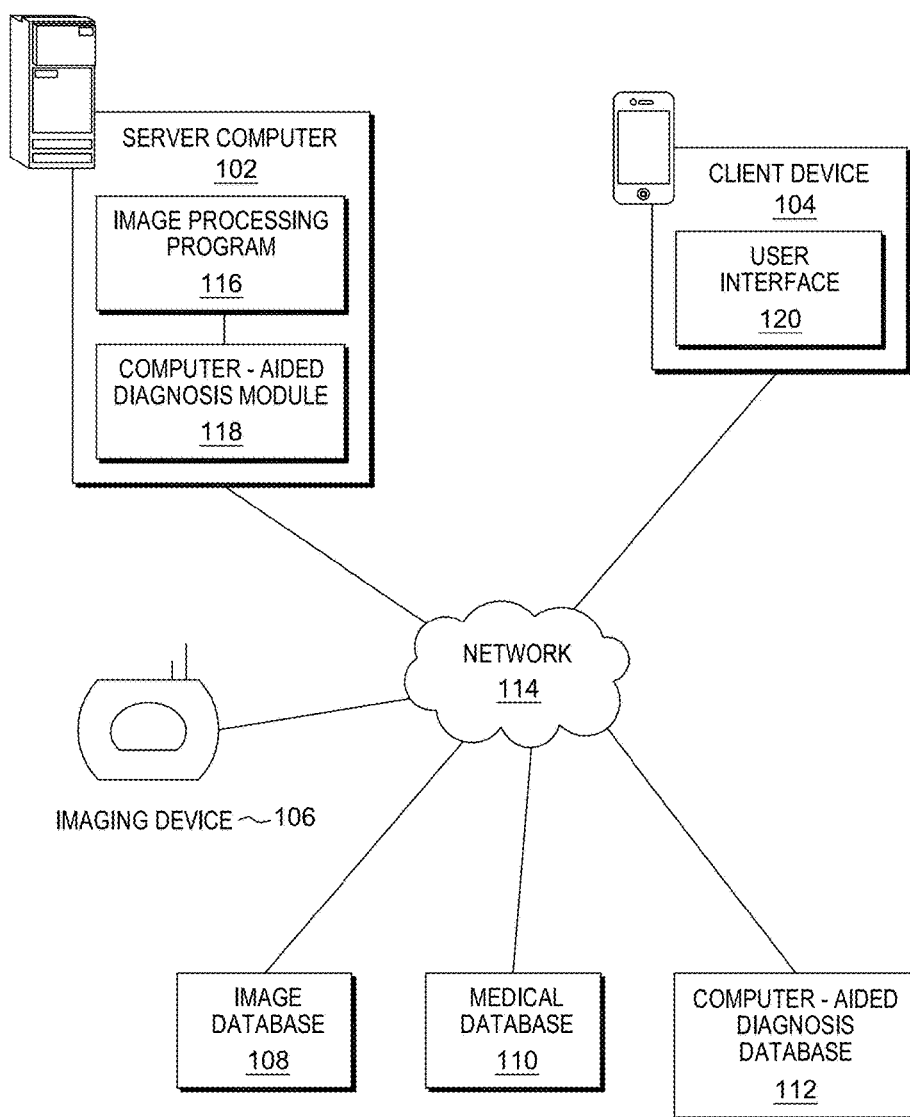 SERVER COMPUTER
102
IMAGE PROCESSING
PROGRAM
116
COMPUTER - AIDED
DIAGNOSIS MODULE
118
CLIENT DEVICE
104
USER
INTERFACE
120
NETWORK
114
IMAGING DEVICE 106
IMAGE
DATABASE
108
MEDICAL
DATABASE
110
COMPUTER - AIDED
DIAGNOSIS
DATABASE
112